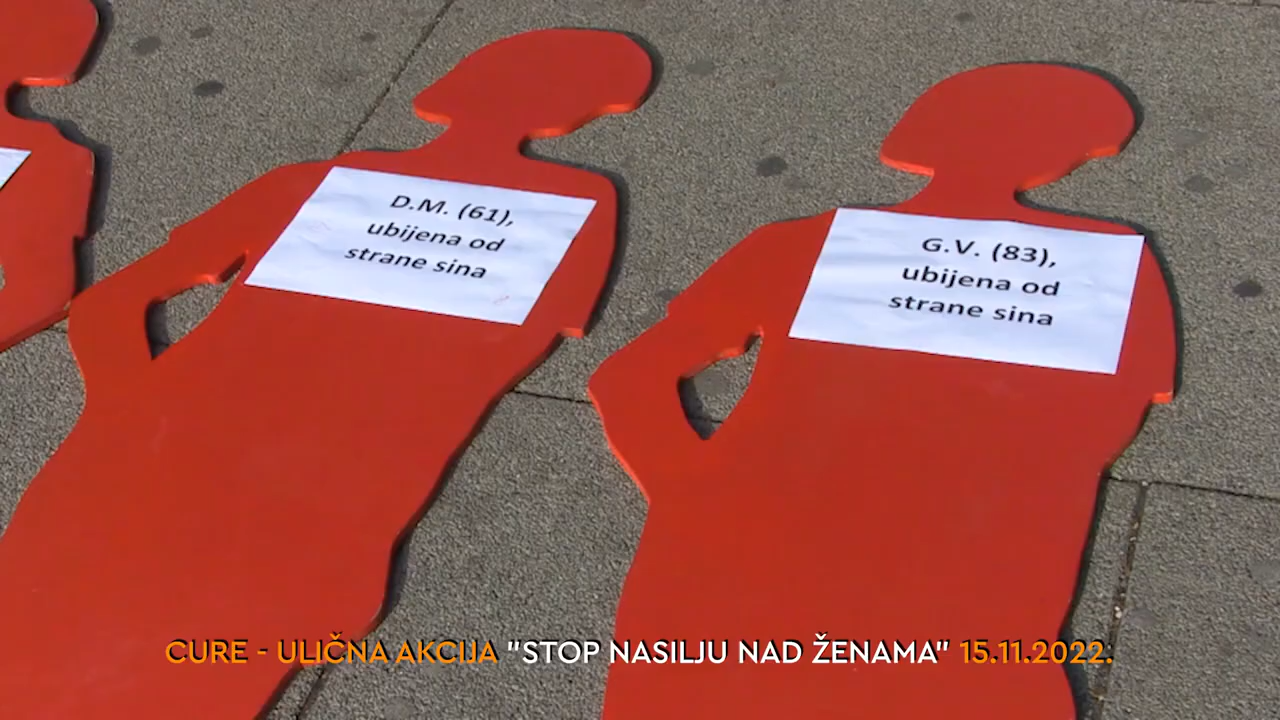 D.M. (61),
ubijena od
strane sina
G.V. (83),
ubijena od
strane sina
CURE - ULIČNA AKCIJA "STOP NASILJU NAD ŽENAMA" 15.11.2022.